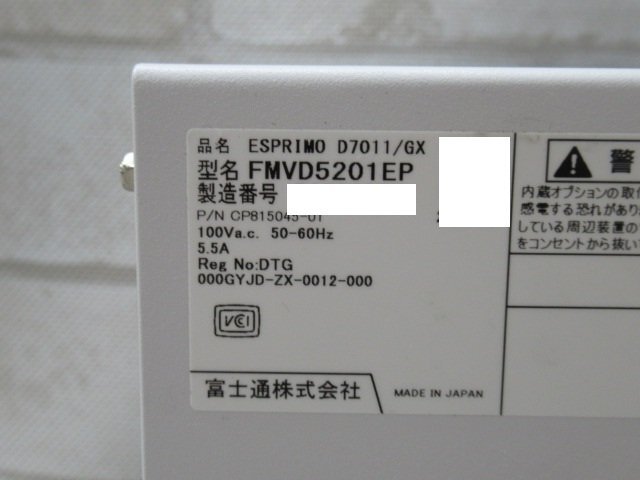 品名 ESPRIMO D7011/GX
型名 FMVD5201EP
製造番号
P/N CP815045-01
100Va.c. 50-60Hz
5.5A
Reg No:DTG
000GYJD-ZX-0012-000
VCI
富士通株式会社
MADE IN JAPAN
警
内蔵オプションの取付
感電する恐れがあり
している周辺装置の
をコンセントから抜い